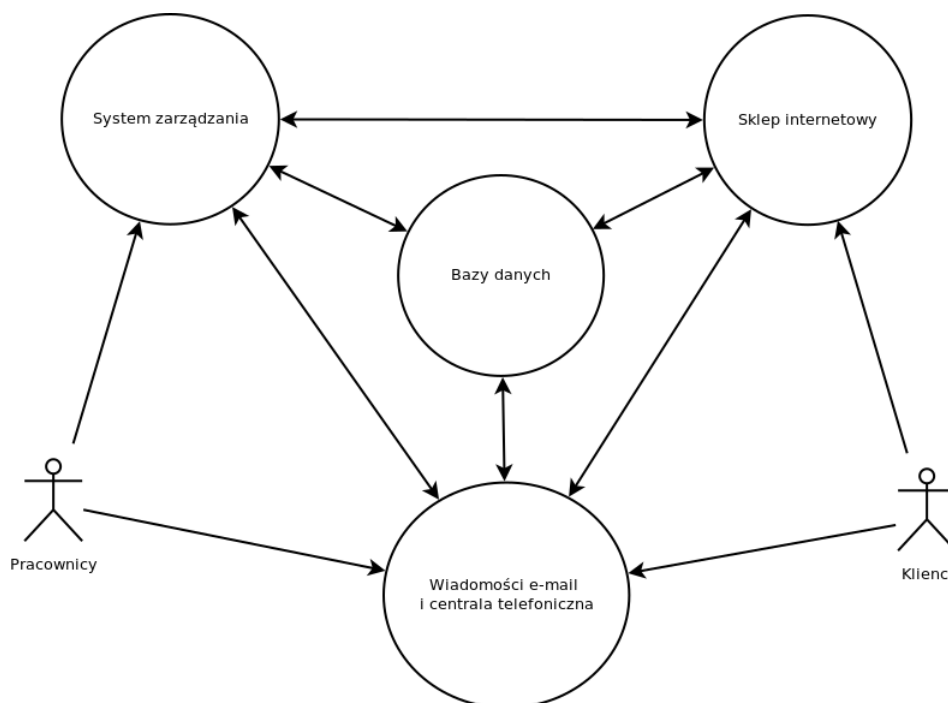 System zarządzania
Sklep internetowy
Bazy danych
Pracownicy
Klienc
Wiadomości e-mail
i centrala telefoniczna